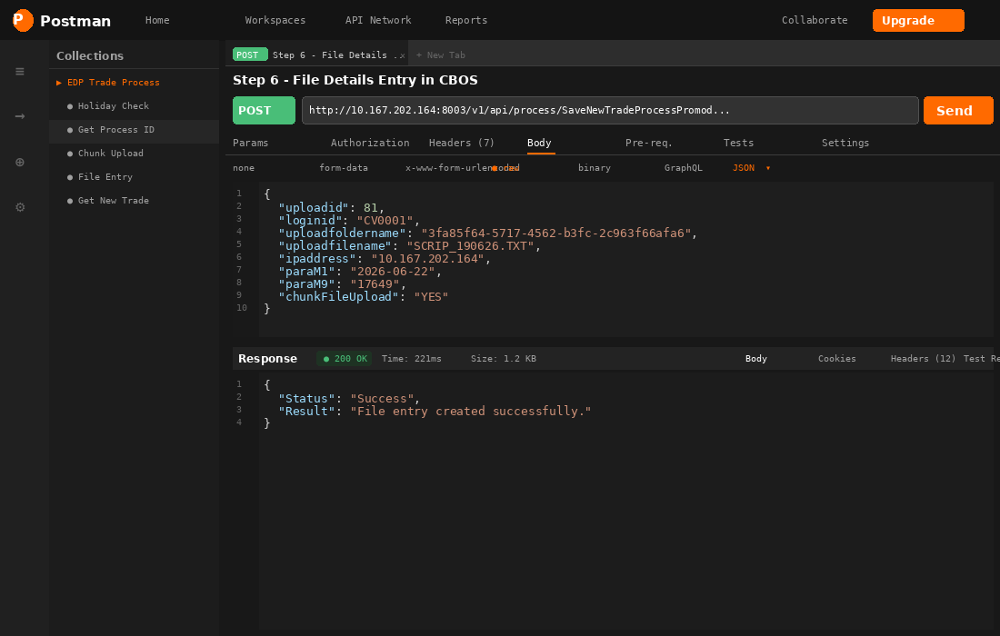 P Postman Home Workspaces API Network Reports Collaborate Upgrade
Collections
▶ EDP Trade Process
● Holiday Check
● Get Process ID
● Chunk Upload
● File Entry
● Get New Trade
POST Step 6 - File Details .. x + New Tab
Step 6 - File Details Entry in CBOS
POST http://10.167.202.164:8003/v1/api/process/SaveNewTradeProcessPromod... Send
Params Authorization Headers (7) Body Pre-req. Tests Settings
none form-data x-www-form-urlencoded ● raw binary GraphQL JSON ▾
1 {
2 "uploadid": 81,
3 "loginid": "CV0001",
4 "uploadfoldername": "3fa85f64-5717-4562-b3fc-2c963f66afa6",
5 "uploadfilename": "SCRIP_190626.TXT",
6 "ipaddress": "10.167.202.164",
7 "paraM1": "2026-06-22",
8 "paraM9": "17649",
9 "chunkFileUpload": "YES"
10 }
Response ● 200 OK Time: 221ms Size: 1.2 KB Body Cookies Headers (12) Test Re
1 {
2 "Status": "Success",
3 "Result": "File entry created successfully."
4 }